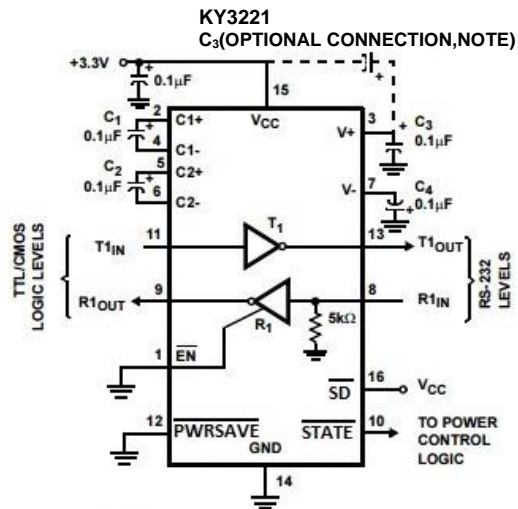 KY3221
C₃(OPTIONAL CONNECTION,NOTE)
+3.3V
+
0.1µF
15
+
2
C1+
VCC
3
V+
+
C₃
0.1µF
C₁
0.1µF
+
4
C1-
5
C2+
C₂
0.1µF
+
6
C2-
7
V-
C₄
0.1µF
+
T₁
TTL/CMOS
LOGIC LEVELS
T1IN
11
13
T1OUT
RS-232
LEVELS
R1OUT
9
8
R1IN
R₁
5kΩ
1
EN
16
SD
VCC
12
PWRSAVE
STATE
10
TO POWER
CONTROL
LOGIC
GND
14